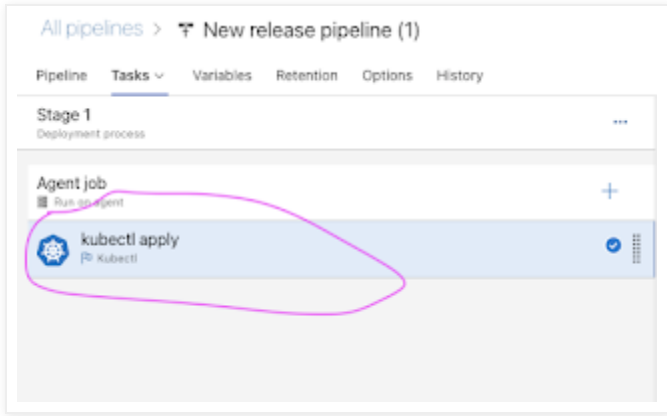 All pipelines > New release pipeline (1)
Pipeline Tasks Variables Retention Options History
Stage 1
Deployment process
...
Agent job
Run on agent
+
kubectl apply
Kubectl